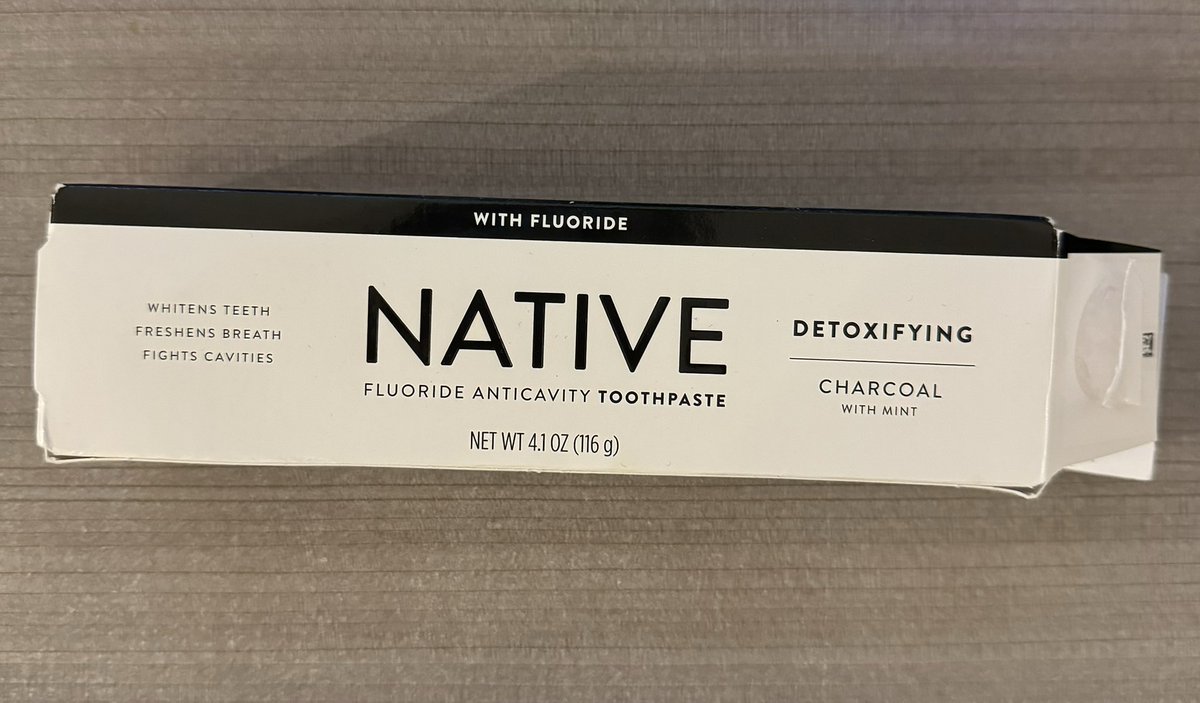 WITH FLUORIDE
WHITENS TEETH
FRESHENS BREATH
FIGHTS CAVITIES
NATIVE
FLUORIDE ANTICAVITY TOOTHPASTE
NET WT 4.1 OZ (116 g)
DETOXIFYING
CHARCOAL
WITH MINT